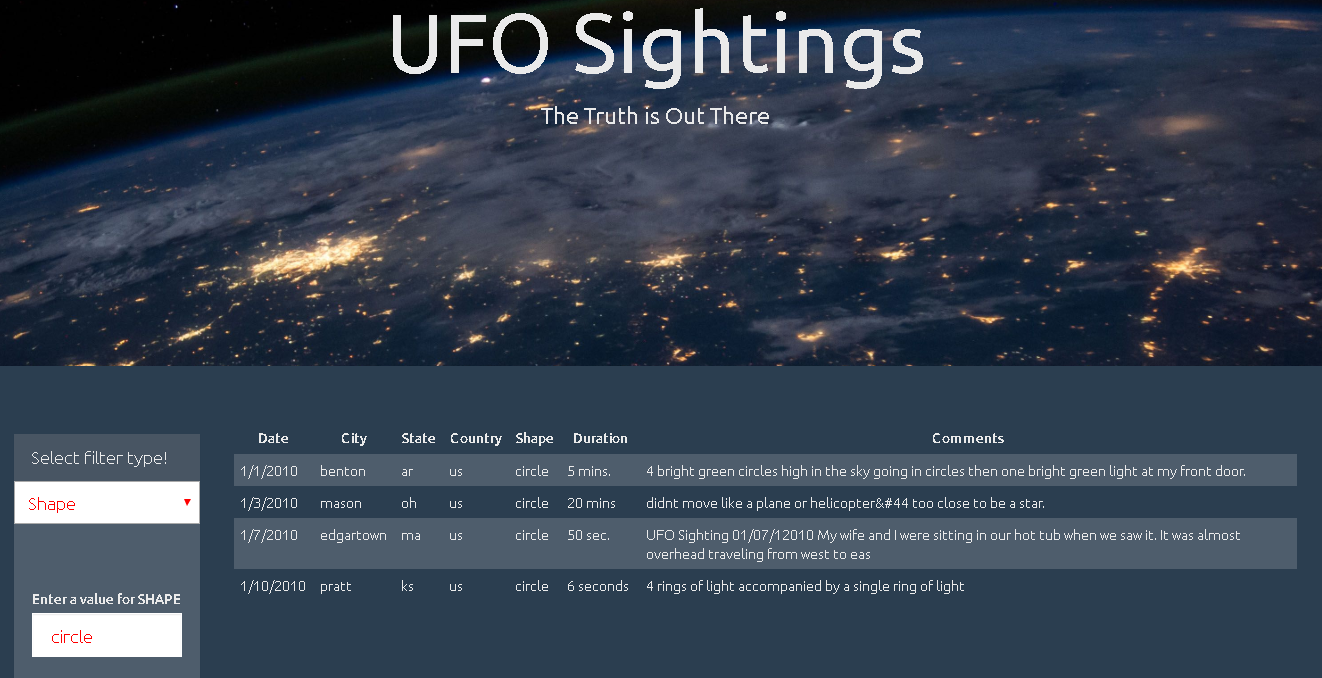 UFO Sightings
The Truth is Out There
Select filter type!
Shape
Enter a value for SHAPE
circle
Date City State Country Shape Duration Comments
1/1/2010 benton ar us circle 5 mins. 4 bright green circles high in the sky going in circles then one bright green light at my front door.
1/3/2010 mason oh us circle 20 mins didnt move like a plane or helicopter&#44 too close to be a star.
1/7/2010 edgartown ma us circle 50 sec. UFO Sighting 01/07/12010 My wife and I were sitting in our hot tub when we saw it. It was almost
overhead traveling from west to eas
1/10/2010 pratt ks us circle 6 seconds 4 rings of light accompanied by a single ring of light